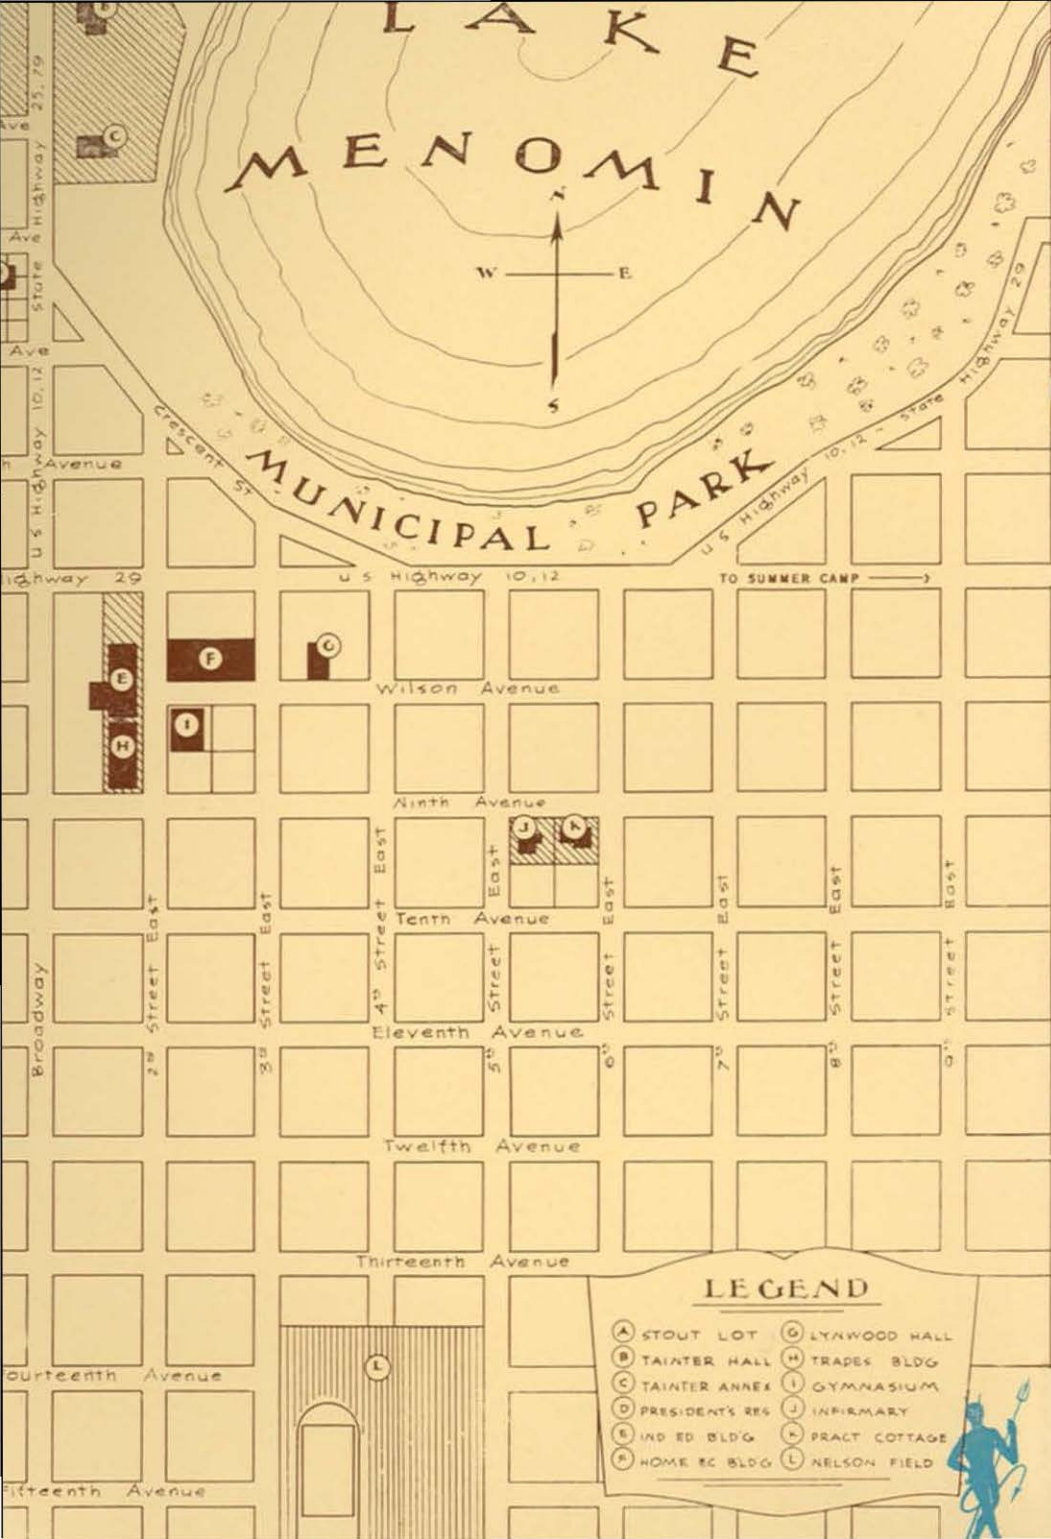 LAKE
MENOMIN
N
W E
S
B
C
Ave
Highway 25, 29
Ave
State
Ave
U S Highway 10, 12
Avenue
Crescent St
MUNICIPAL PARK
U S Highway 10, 12 - State Highway 29
Highway 29
U S Highway 10, 12
TO SUMMER CAMP
E
F
G
H
I
Wilson Avenue
Ninth Avenue
J
K
Tenth Avenue
Eleventh Avenue
Broadway
2nd Street East
3rd Street East
4th Street East
5th Street East
6th Street East
7th Street East
8th Street East
9th Street East
Twelfth Avenue
Thirteenth Avenue
L
Fourteenth Avenue
Fifteenth Avenue
LEGEND
A STOUT LOT G LYNWOOD HALL
B TAINTER HALL H TRADES BLDG
C TAINTER ANNEX I GYMNASIUM
D PRESIDENT'S RES J INFIRMARY
E IND ED BLD'G K PRACT COTTAGE
F HOME EC BLDG L NELSON FIELD